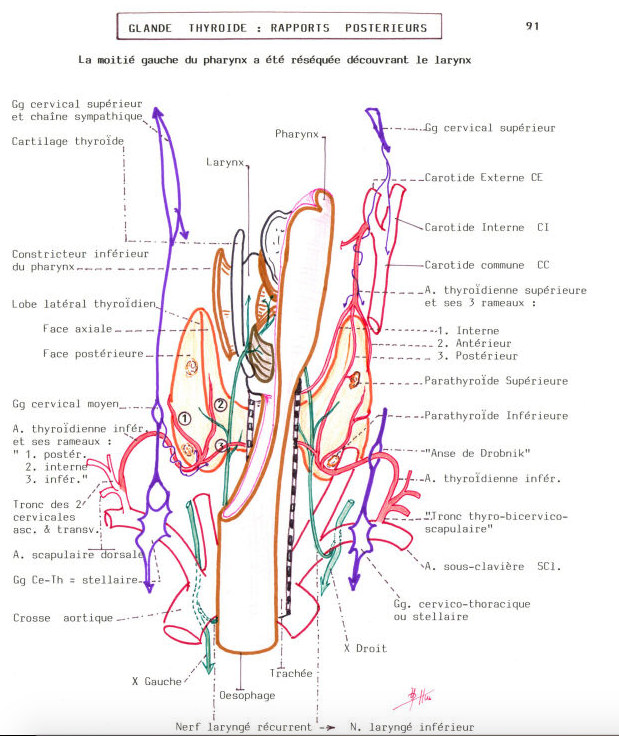 GLANDE THYROIDE : RAPPORTS POSTERIEURS
91
La moitié gauche du pharynx a été réséquée découvrant le larynx
Gg cervical supérieur
et chaîne sympathique
Cartilage thyroïde
Constricteur inférieur
du pharynx
Lobe latéral thyroïdien
Face axiale
Face postérieure
Gg cervical moyen
A. thyroïdienne infér.
et ses rameaux :
" 1. postér.
2. interne
3. infér."
Tronc des 2
cervicales
asc. & transv.
A. scapulaire dorsale
Gg Ce-Th = stellaire
Crosse aortique
X Gauche
Larynx
Pharynx
1
2
3
Gg cervical supérieur
Carotide Externe CE
Carotide Interne CI
Carotide commune CC
A. thyroïdienne supérieure
et ses 3 rameaux :
1. Interne
2. Antérieur
3. Postérieur
Parathyroïde Supérieure
Parathyroïde Inférieure
"Anse de Drobnik"
A. thyroïdienne infér.
"Tronc thyro-bicervico-
scapulaire"
A. sous-clavière SCl.
Gg. cervico-thoracique
ou stellaire
X Droit
Trachée
Oesophage
Nerf laryngé récurrent --> N. laryngé inférieur